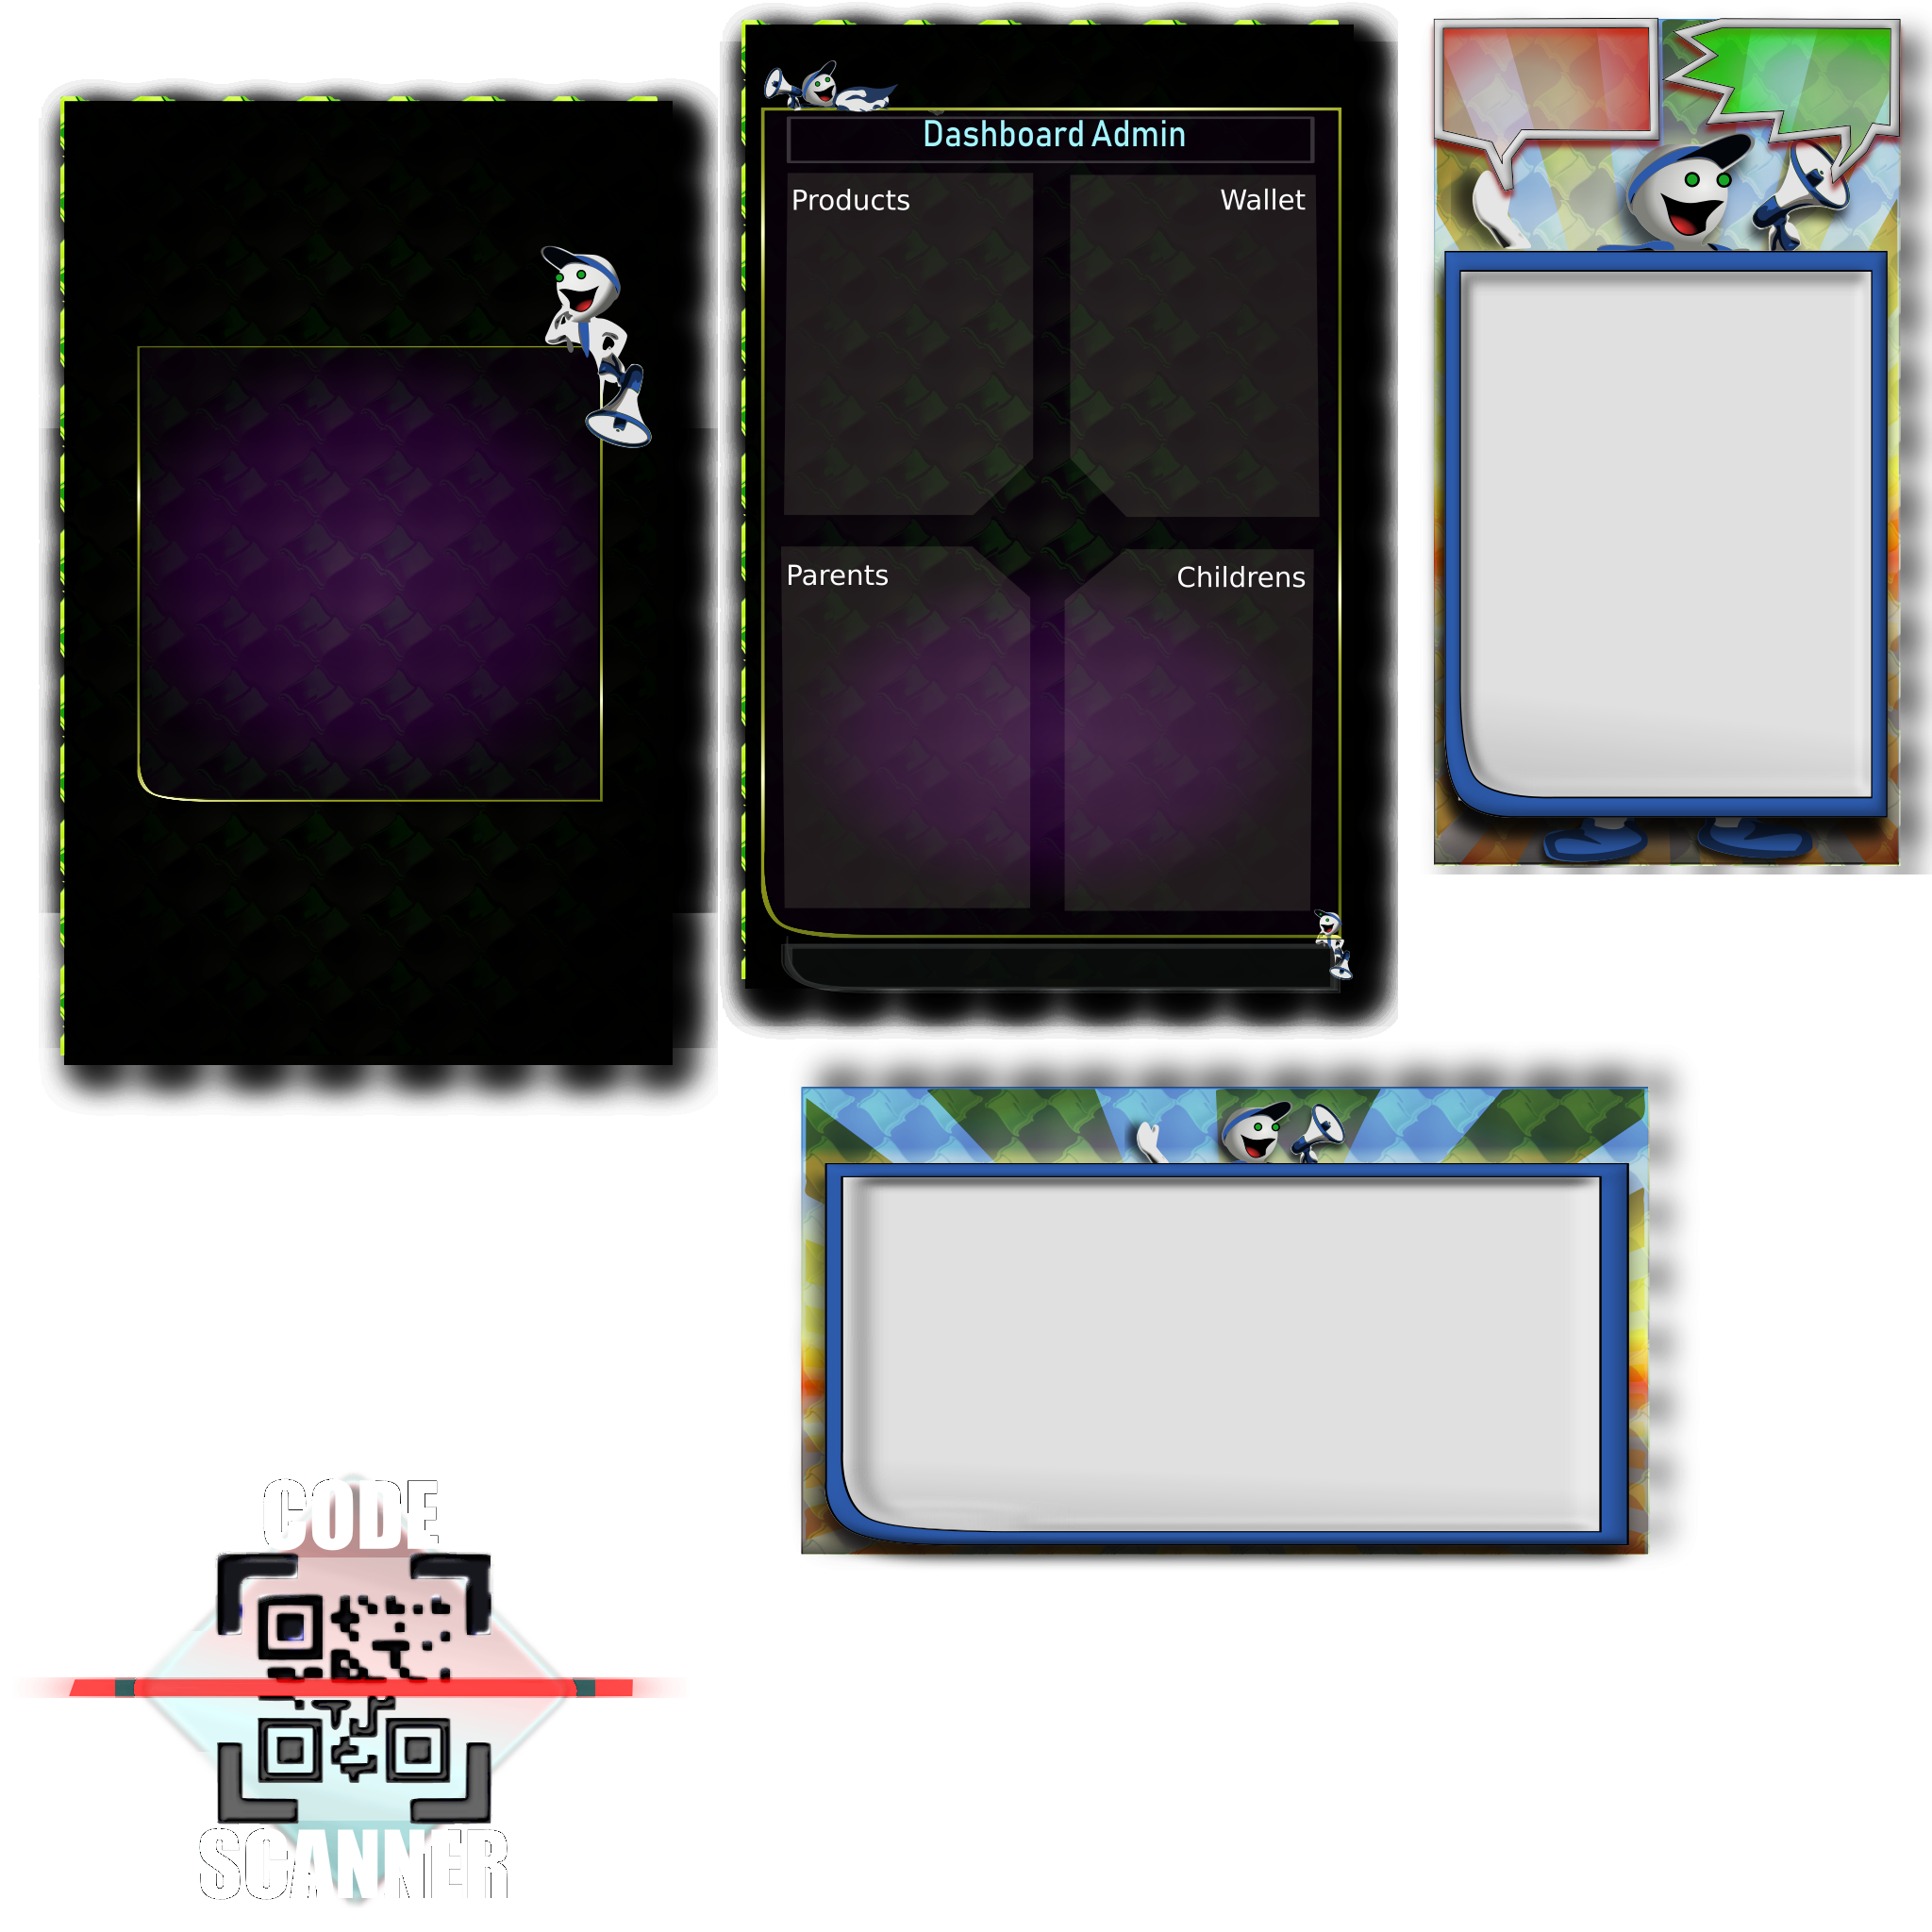 Dashboard Admin
Products
Wallet
Parents
Childrens
CODE
SCANNER